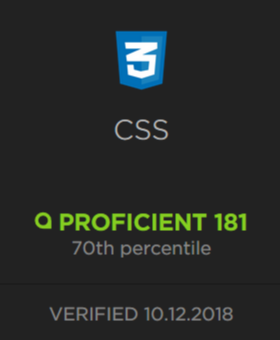 3
CSS
PROFICIENT 181
70th percentile
VERIFIED 10.12.2018